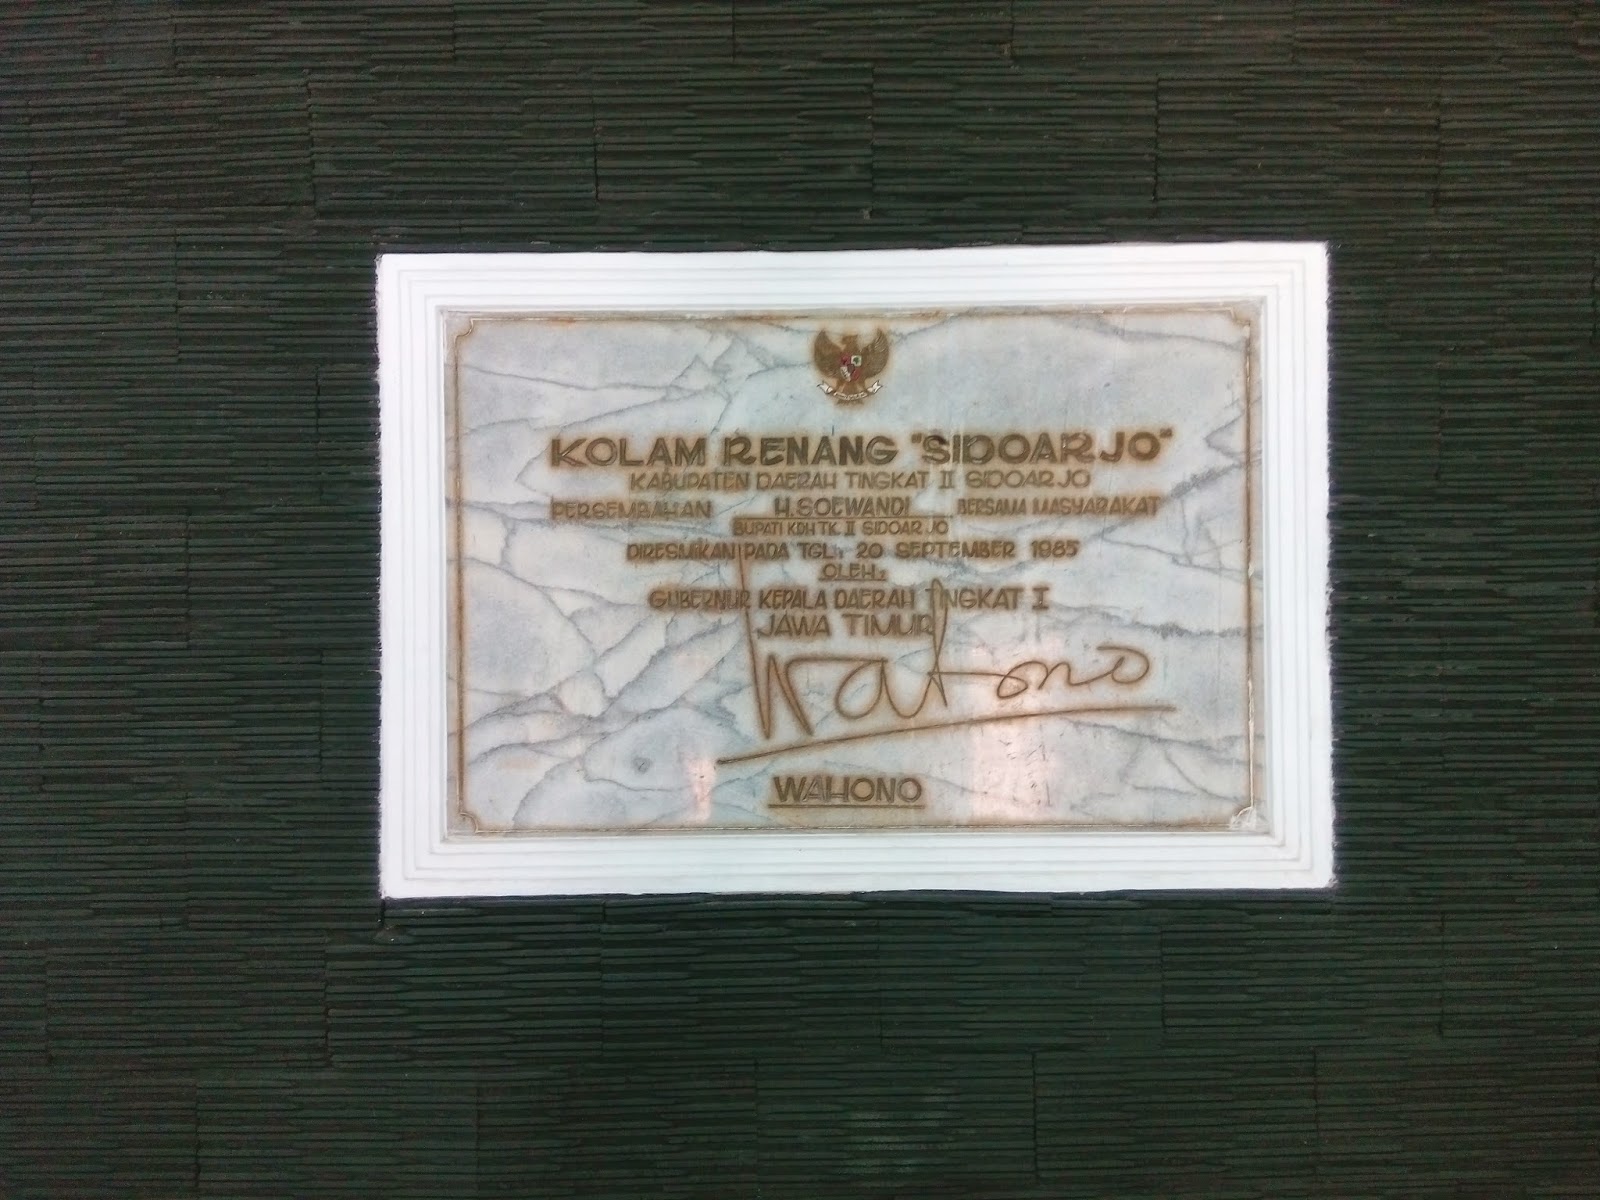 KOLAM RENANG "SIDOARJO"
KABUPATEN DAERAH TINGKAT II SIDOARJO
PERSEMBAHAN H.SOEWANDI BERSAMA MASYARAKAT
BUPATI KDH TK. II SIDOARJO
DIRESMIKAN PADA TGL: 20 SEPTEMBER 1985
OLEH:
GUBERNUR KEPALA DAERAH TINGKAT I
JAWA TIMUR
Wahono
WAHONO